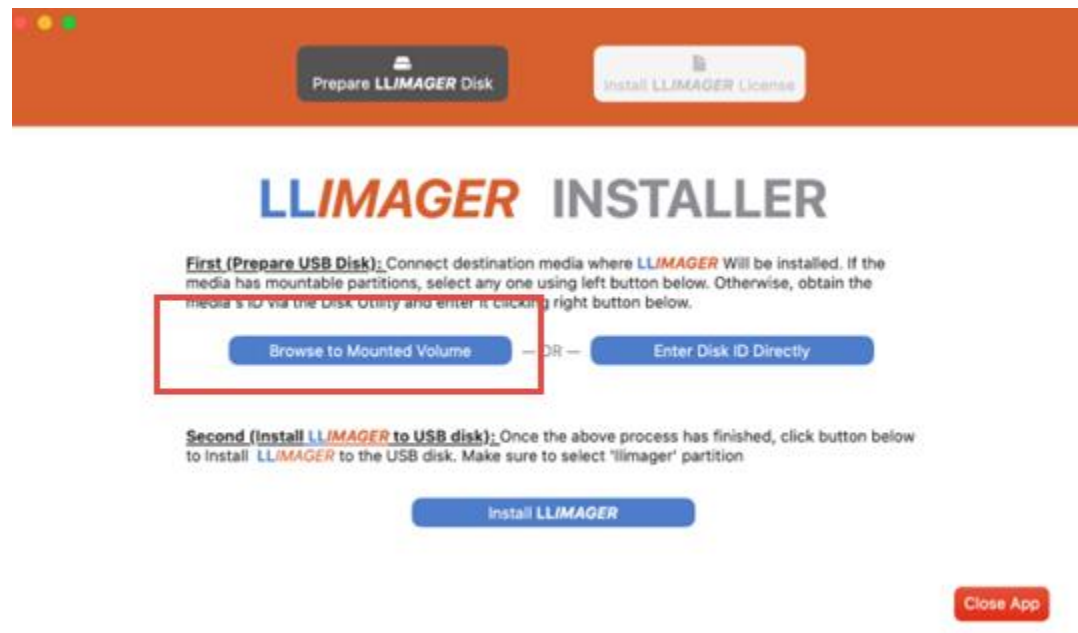 Prepare LLIMAGER Disk
Install LLIMAGER License
LLIMAGER INSTALLER
First (Prepare USB Disk): Connect destination media where LLIMAGER Will be installed. If the
media has mountable partitions, select any one using left button below. Otherwise, obtain the
media's ID via the Disk Utility and enter it clicking right button below.
Browse to Mounted Volume
— OR —
Enter Disk ID Directly
Second (Install LLIMAGER to USB disk): Once the above process has finished, click button below
to Install LLIMAGER to the USB disk. Make sure to select 'llimager' partition
Install LLIMAGER
Close App